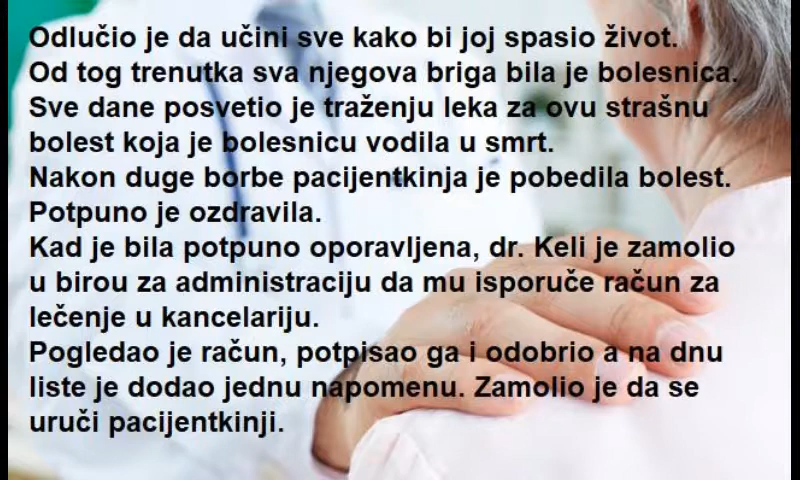 Odlučio je da učini sve kako bi joj spasio život.
Od tog trenutka sva njegova briga bila je bolesnica.
Sve dane posvetio je traženju leka za ovu strašnu
bolest koja je bolesnicu vodila u smrt.
Nakon duge borbe pacijentkinja je pobedila bolest.
Potpuno je ozdravila.
Kad je bila potpuno oporavljena, dr. Keli je zamolio
u birou za administraciju da mu isporuče račun za
lečenje u kancelariju.
Pogledao je račun, potpisao ga i odobrio a na dnu
liste je dodao jednu napomenu. Zamolio je da se
uruči pacijentkinji.